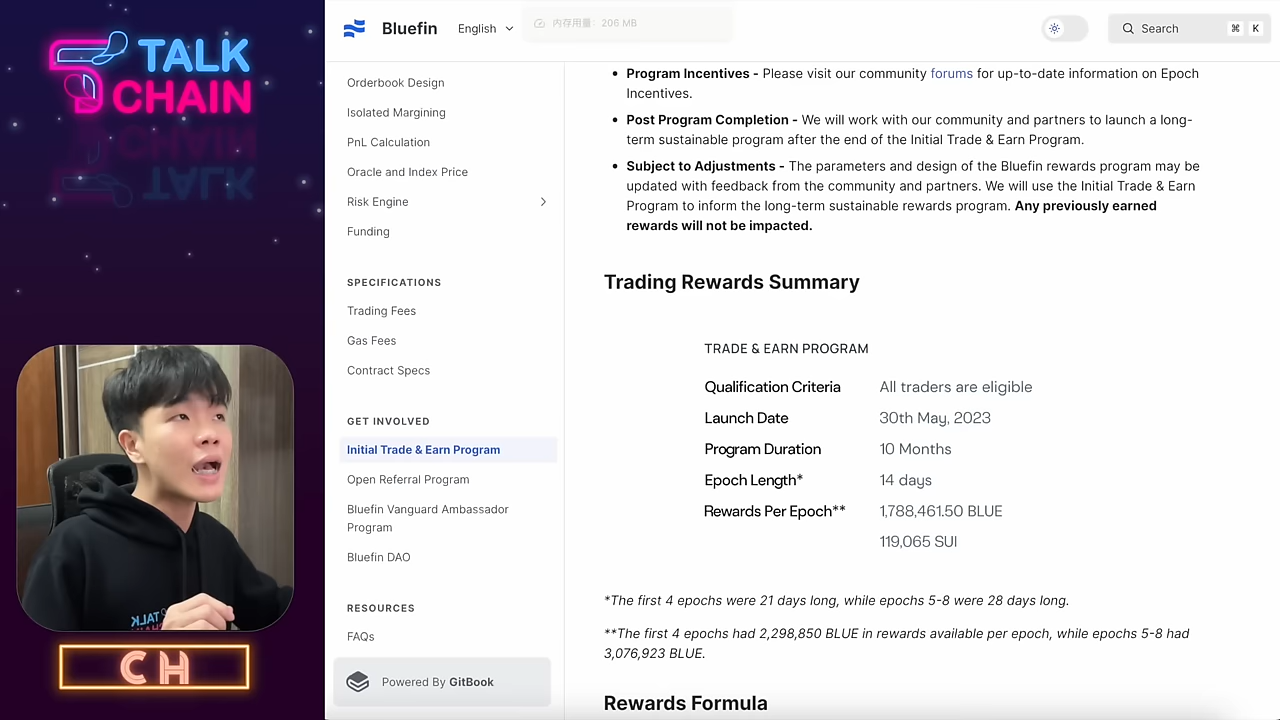 TALK
CHAIN
CH
Bluefin
English
内存用量：206 MB
Search
⌘ K
Orderbook Design
Isolated Margining
PnL Calculation
Oracle and Index Price
Risk Engine
Funding
SPECIFICATIONS
Trading Fees
Gas Fees
Contract Specs
GET INVOLVED
Initial Trade & Earn Program
Open Referral Program
Bluefin Vanguard Ambassador
Program
Bluefin DAO
RESOURCES
FAQs
Powered By GitBook
• Program Incentives - Please visit our community forums for up-to-date information on Epoch
Incentives.
• Post Program Completion - We will work with our community and partners to launch a long-
term sustainable program after the end of the Initial Trade & Earn Program.
• Subject to Adjustments - The parameters and design of the Bluefin rewards program may be
updated with feedback from the community and partners. We will use the Initial Trade & Earn
Program to inform the long-term sustainable rewards program. Any previously earned
rewards will not be impacted.
Trading Rewards Summary
TRADE & EARN PROGRAM
Qualification Criteria All traders are eligible
Launch Date 30th May, 2023
Program Duration 10 Months
Epoch Length* 14 days
Rewards Per Epoch** 1,788,461.50 BLUE
119,065 SUI
*The first 4 epochs were 21 days long, while epochs 5-8 were 28 days long.
**The first 4 epochs had 2,298,850 BLUE in rewards available per epoch, while epochs 5-8 had
3,076,923 BLUE.
Rewards Formula